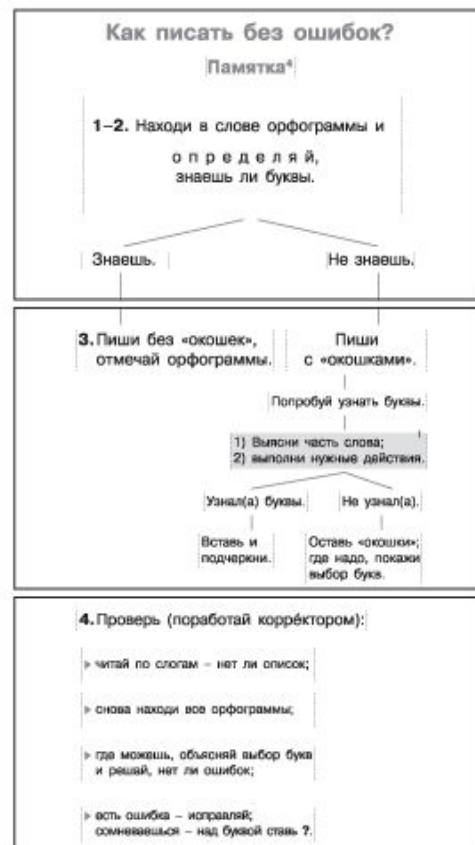 Как писать без ошибок?
Памятка⁴
1–2. Находи в слове орфограммы и
о п р е д е л я й,
знаешь ли буквы.
Знаешь.
Не знаешь.
3. Пиши без «окошек»,
отмечай орфограммы.
Пиши
с «окошками».
Попробуй узнать буквы.
1) Выясни часть слова;
2) выполни нужные действия.
Узнал(а) буквы.
Не узнал(а).
Вставь и
подчеркни.
Оставь «окошки»;
где надо, покажи
выбор букв.
4. Проверь (поработай корре́ктором):
читай по слогам – нет ли описок;
снова находи все орфограммы;
где можешь, объясняй выбор букв
и решай, нет ли ошибок;
есть ошибка – исправляй;
сомневаешься – над буквой ставь ?.